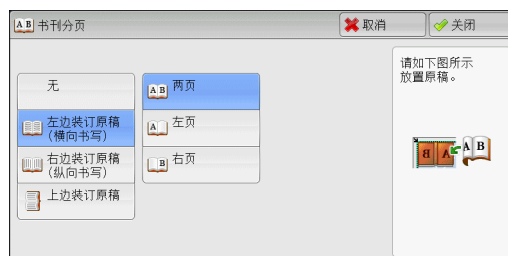 AB 书刊分页
取消
关闭
请如下图所示
放置原稿。
无
左边装订原稿
(横向书写)
右边装订原稿
(纵向书写)
上边装订原稿
AB 两页
A 左页
B 右页
B A
A B